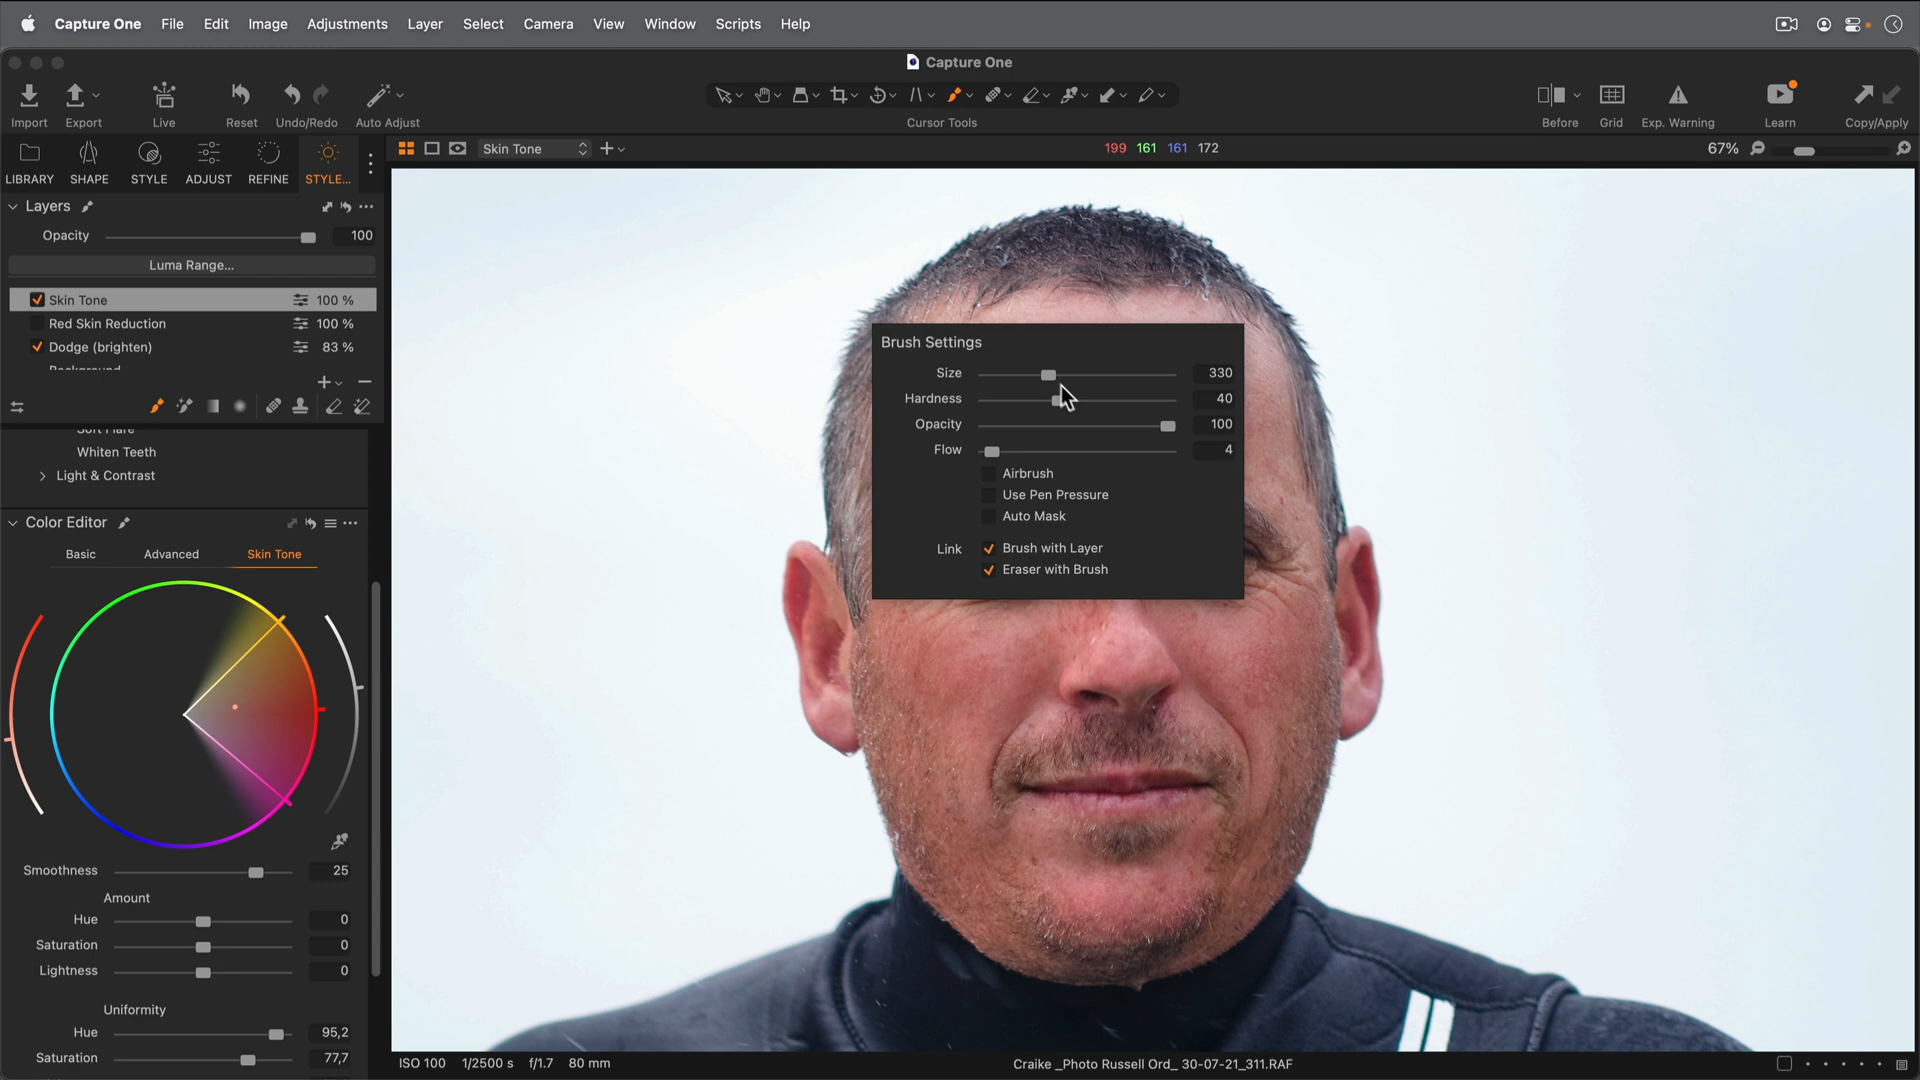 Capture One File Edit Image Adjustments Layer Select Camera View Window Scripts Help
Capture One
Import Export Live Reset Undo/Redo Auto Adjust Cursor Tools Before Grid Exp. Warning Learn Copy/Apply
LIBRARY SHAPE STYLE ADJUST REFINE STYLE...
Skin Tone 199 161 161 172 67%
Layers
Opacity 100
Luma Range...
Skin Tone 100 %
Red Skin Reduction 100 %
Dodge (brighten) 83 %
Background
Soft Flare
Whiten Teeth
Light & Contrast
Color Editor
Basic Advanced Skin Tone
Smoothness 25
Amount
Hue 0
Saturation 0
Lightness 0
Uniformity
Hue 95,2
Saturation 77,7
Brush Settings
Size 330
Hardness 40
Opacity 100
Flow 4
Airbrush
Use Pen Pressure
Auto Mask
Link Brush with Layer
Eraser with Brush
ISO 100 1/2500 s f/1.7 80 mm Craike _Photo Russell Ord_ 30-07-21_311.RAF